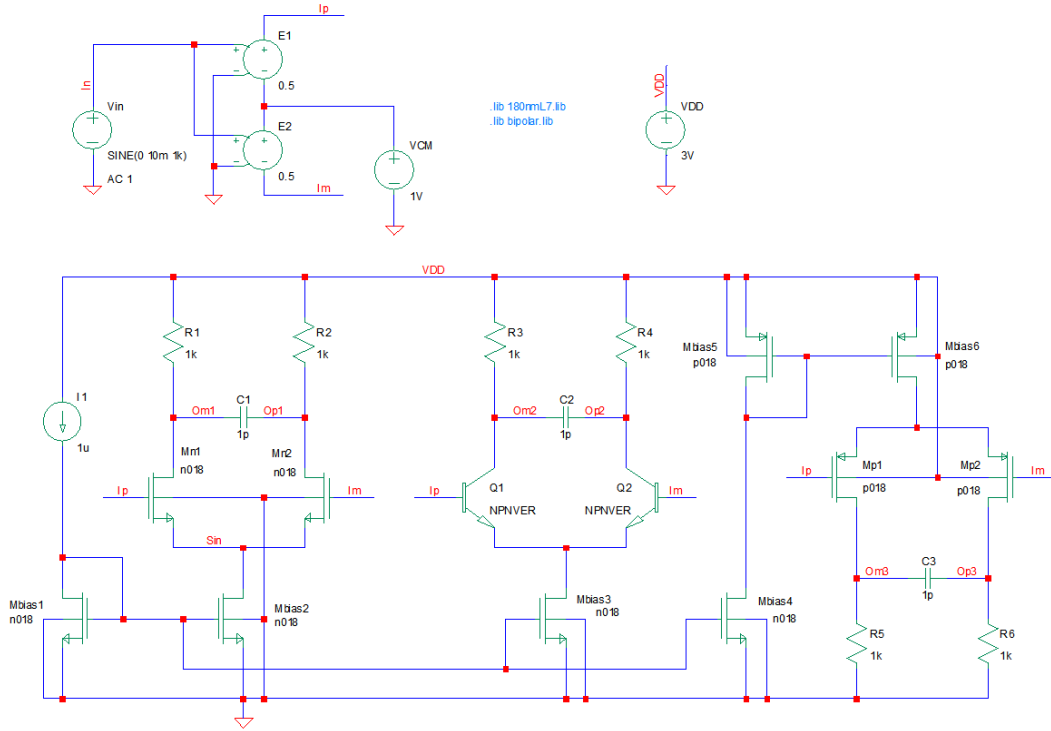 Ip
E1
In
0.5
Vin
.lib 180nmL7.lib
.lib bipolar.lib
VDD
VDD
E2
VCM
SINE(0 10m 1k)
3V
AC 1
0.5
Im
1V
VDD
R1
1k
R2
1k
R3
1k
R4
1k
Mbias5
p018
Mbias6
p018
I1
1u
Om1
C1
Op1
1p
Om2
C2
Op2
1p
Mn1
n018
Mn2
n018
Ip
Im
Ip
Q1
NPNVER
Q2
NPNVER
Im
Ip
Mp1
p018
Mp2
p018
Im
Sin
Om3
C3
Op3
1p
Mbias1
n018
Mbias2
n018
Mbias3
n018
Mbias4
n018
R5
1k
R6
1k